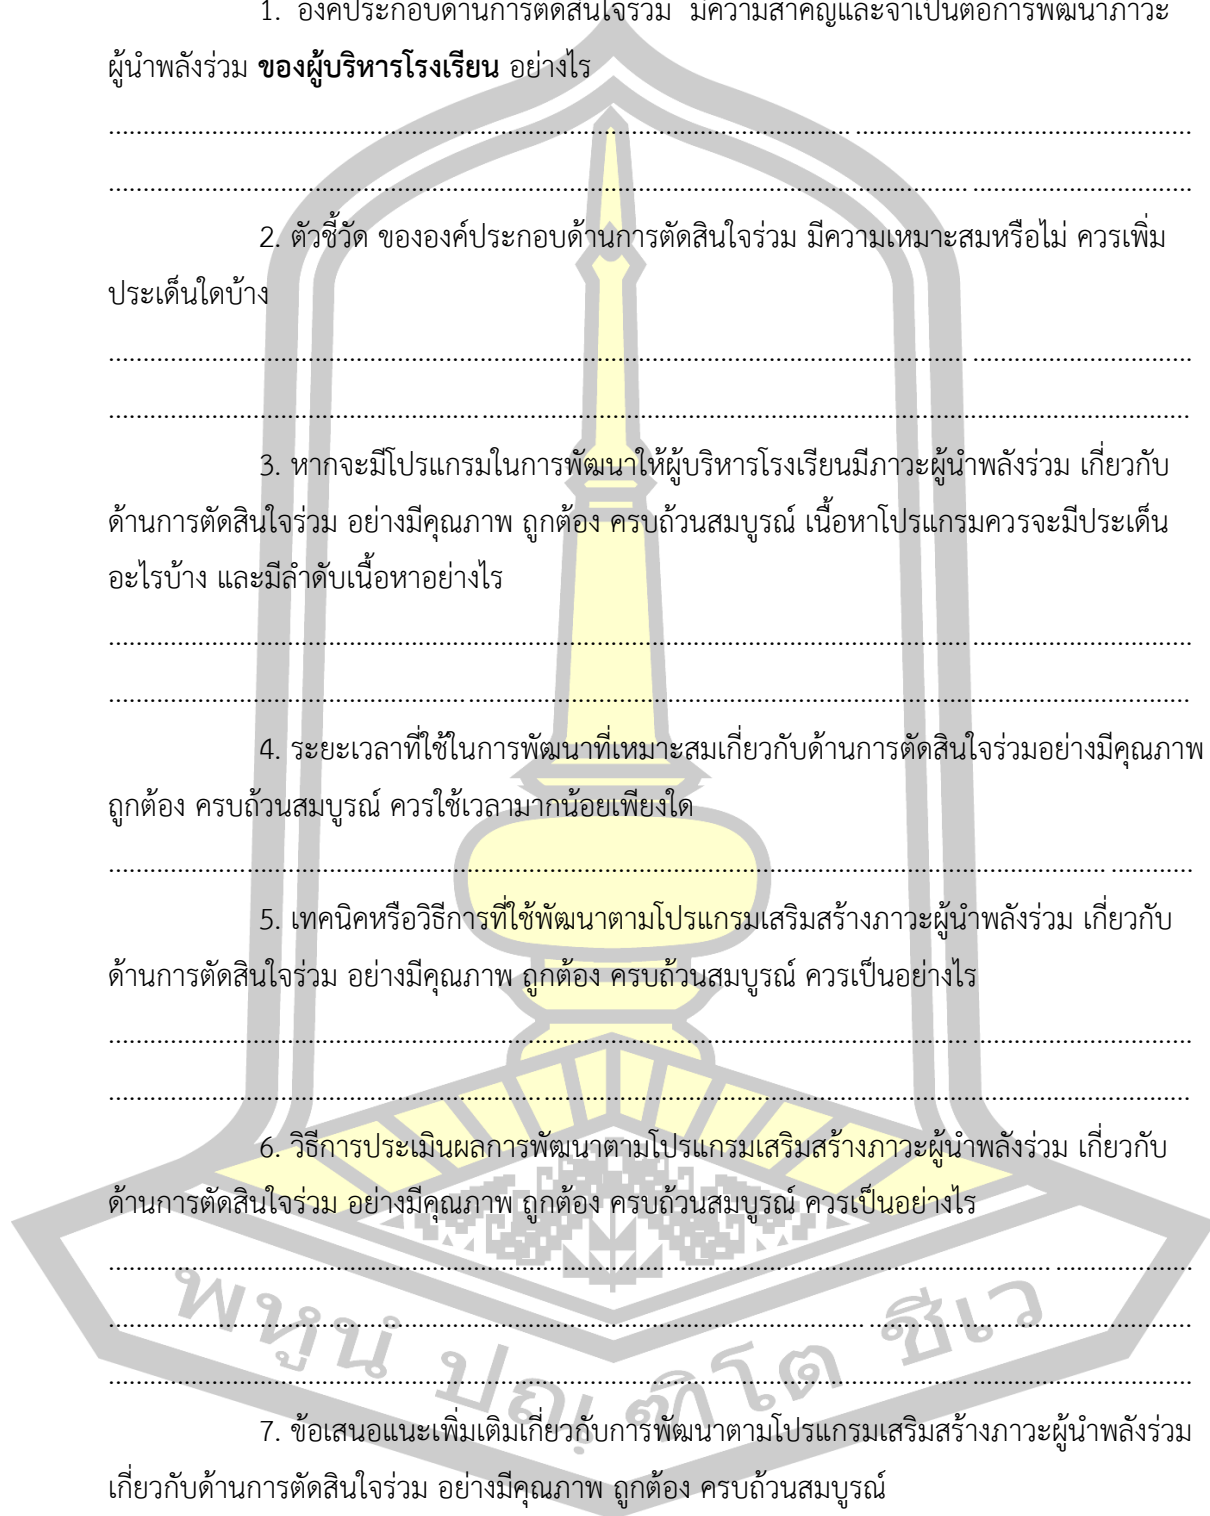 1. องค์ประกอบด้านการตัดสินใจร่วม มีความสำคัญและจำเป็นต่อการพัฒนาภาวะ
ผู้นำพลังร่วม ของผู้บริหารโรงเรียน อย่างไร
2. ตัวชี้วัด ขององค์ประกอบด้านการตัดสินใจร่วม มีความเหมาะสมหรือไม่ ควรเพิ่ม
ประเด็นใดบ้าง
3. หากจะมีโปรแกรมในการพัฒนาให้ผู้บริหารโรงเรียนมีภาวะผู้นำพลังร่วม เกี่ยวกับ
ด้านการตัดสินใจร่วม อย่างมีคุณภาพ ถูกต้อง ครบถ้วนสมบูรณ์ เนื้อหาโปรแกรมควรจะมีประเด็น
อะไรบ้าง และมีลำดับเนื้อหาอย่างไร
4. ระยะเวลาที่ใช้ในการพัฒนาที่เหมาะสมเกี่ยวกับด้านการตัดสินใจร่วมอย่างมีคุณภาพ
ถูกต้อง ครบถ้วนสมบูรณ์ ควรใช้เวลามากน้อยเพียงใด
5. เทคนิคหรือวิธีการที่ใช้พัฒนาตามโปรแกรมเสริมสร้างภาวะผู้นำพลังร่วม เกี่ยวกับ
ด้านการตัดสินใจร่วม อย่างมีคุณภาพ ถูกต้อง ครบถ้วนสมบูรณ์ ควรเป็นอย่างไร
6. วิธีการประเมินผลการพัฒนาตามโปรแกรมเสริมสร้างภาวะผู้นำพลังร่วม เกี่ยวกับ
ด้านการตัดสินใจร่วม อย่างมีคุณภาพ ถูกต้อง ครบถ้วนสมบูรณ์ ควรเป็นอย่างไร
พหูนํ ปณฺฑิโต ชีเว
7. ข้อเสนอแนะเพิ่มเติมเกี่ยวกับการพัฒนาตามโปรแกรมเสริมสร้างภาวะผู้นำพลังร่วม
เกี่ยวกับด้านการตัดสินใจร่วม อย่างมีคุณภาพ ถูกต้อง ครบถ้วนสมบูรณ์